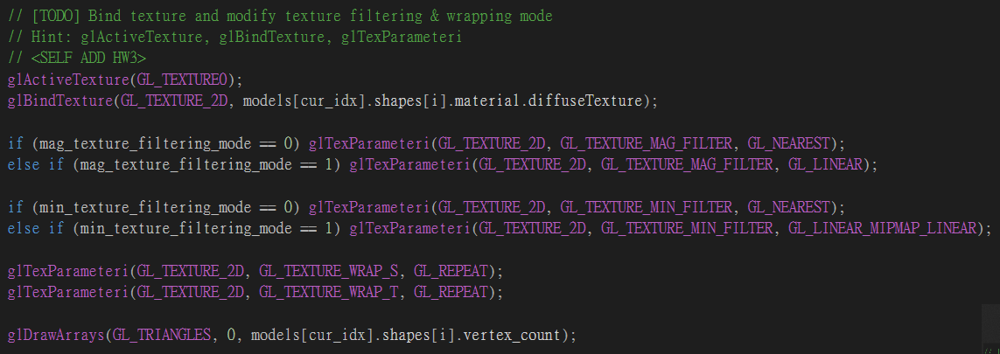 // [TODO] Bind texture and modify texture filtering & wrapping mode
// Hint: glActiveTexture, glBindTexture, glTexParameteri
// <SELF ADD HW3>
glActiveTexture(GL_TEXTURE0);
glBindTexture(GL_TEXTURE_2D, models[cur_idx].shapes[i].material.diffuseTexture);
if (mag_texture_filtering_mode == 0) glTexParameteri(GL_TEXTURE_2D, GL_TEXTURE_MAG_FILTER, GL_NEAREST);
else if (mag_texture_filtering_mode == 1) glTexParameteri(GL_TEXTURE_2D, GL_TEXTURE_MAG_FILTER, GL_LINEAR);
if (min_texture_filtering_mode == 0) glTexParameteri(GL_TEXTURE_2D, GL_TEXTURE_MIN_FILTER, GL_NEAREST);
else if (min_texture_filtering_mode == 1) glTexParameteri(GL_TEXTURE_2D, GL_TEXTURE_MIN_FILTER, GL_LINEAR_MIPMAP_LINEAR);
glTexParameteri(GL_TEXTURE_2D, GL_TEXTURE_WRAP_S, GL_REPEAT);
glTexParameteri(GL_TEXTURE_2D, GL_TEXTURE_WRAP_T, GL_REPEAT);
glDrawArrays(GL_TRIANGLES, 0, models[cur_idx].shapes[i].vertex_count);